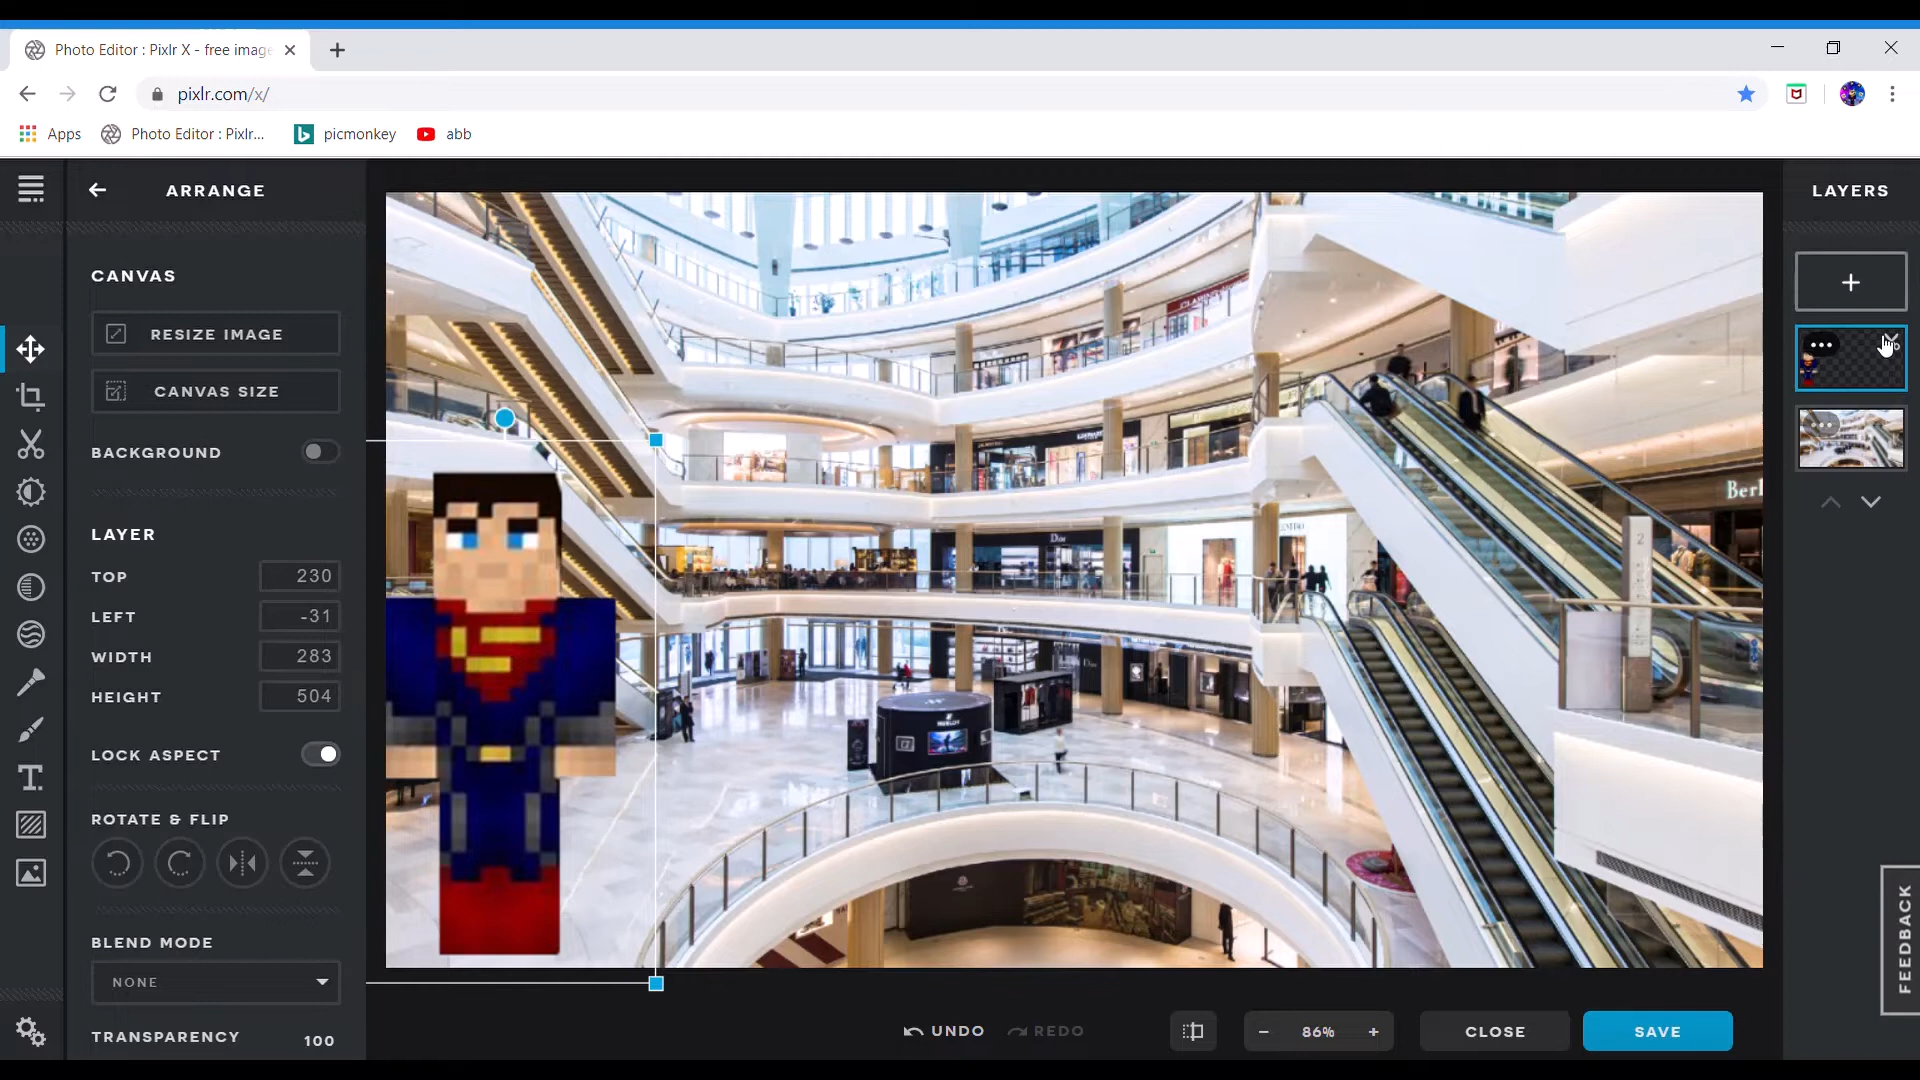 Photo Editor : Pixlr X - free image
pixlr.com/x/
Apps
Photo Editor : Pixlr...
picmonkey
abb
ARRANGE
LAYERS
CANVAS
RESIZE IMAGE
CANVAS SIZE
BACKGROUND
LAYER
TOP 230
LEFT -31
WIDTH 283
HEIGHT 504
LOCK ASPECT
ROTATE & FLIP
BLEND MODE
NONE
TRANSPARENCY 100
Berl
Dior
2
UNDO
REDO
86%
CLOSE
SAVE
FEEDBACK